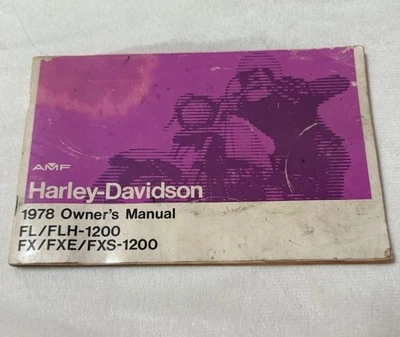 AMF
Harley-Davidson
1978 Owner's Manual
FL/FLH-1200
FX/FXE/FXS-1200